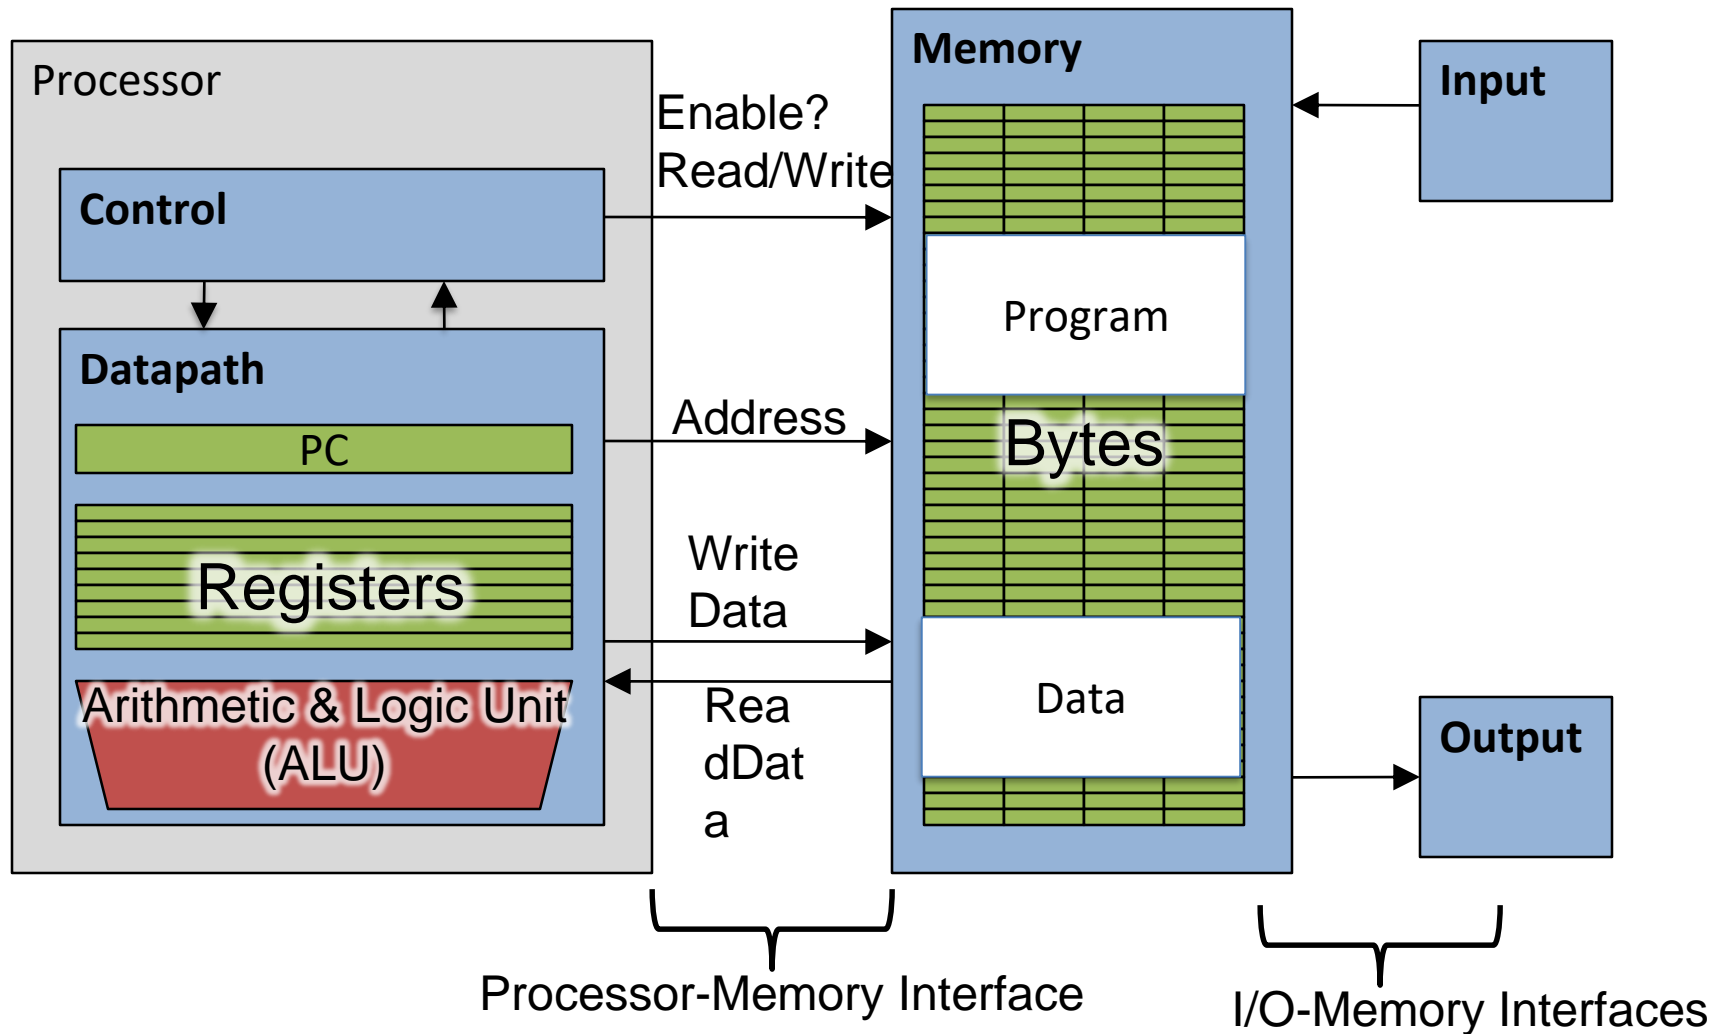 Processor
Control
Datapath
PC
Registers
Arithmetic & Logic Unit
(ALU)
Enable?
Read/Write
Address
Write
Data
Rea
dDat
a
Memory
Program
Bytes
Data
Input
Output
Processor-Memory Interface
I/O-Memory Interfaces